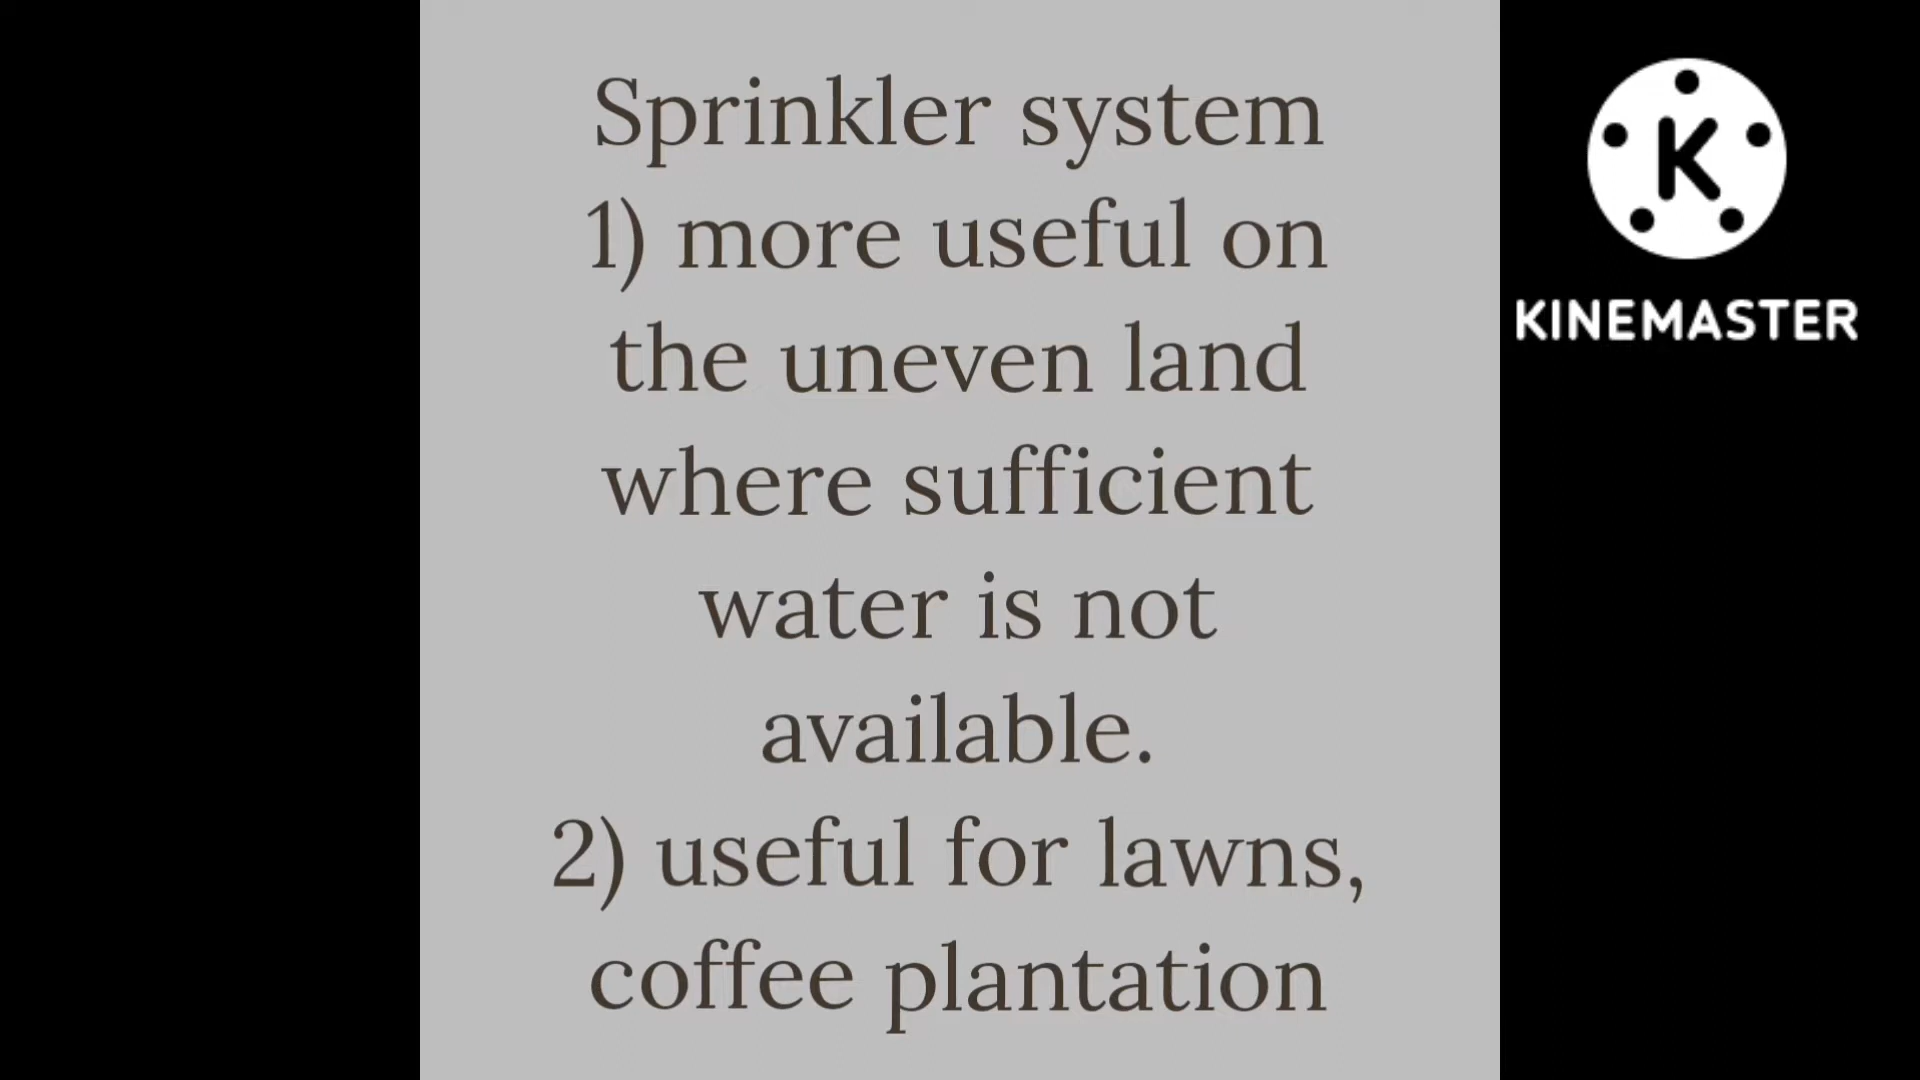 Sprinkler system
1) more useful on
the uneven land
where sufficient
water is not
available.
2) useful for lawns,
coffee plantation
K
KINEMASTER